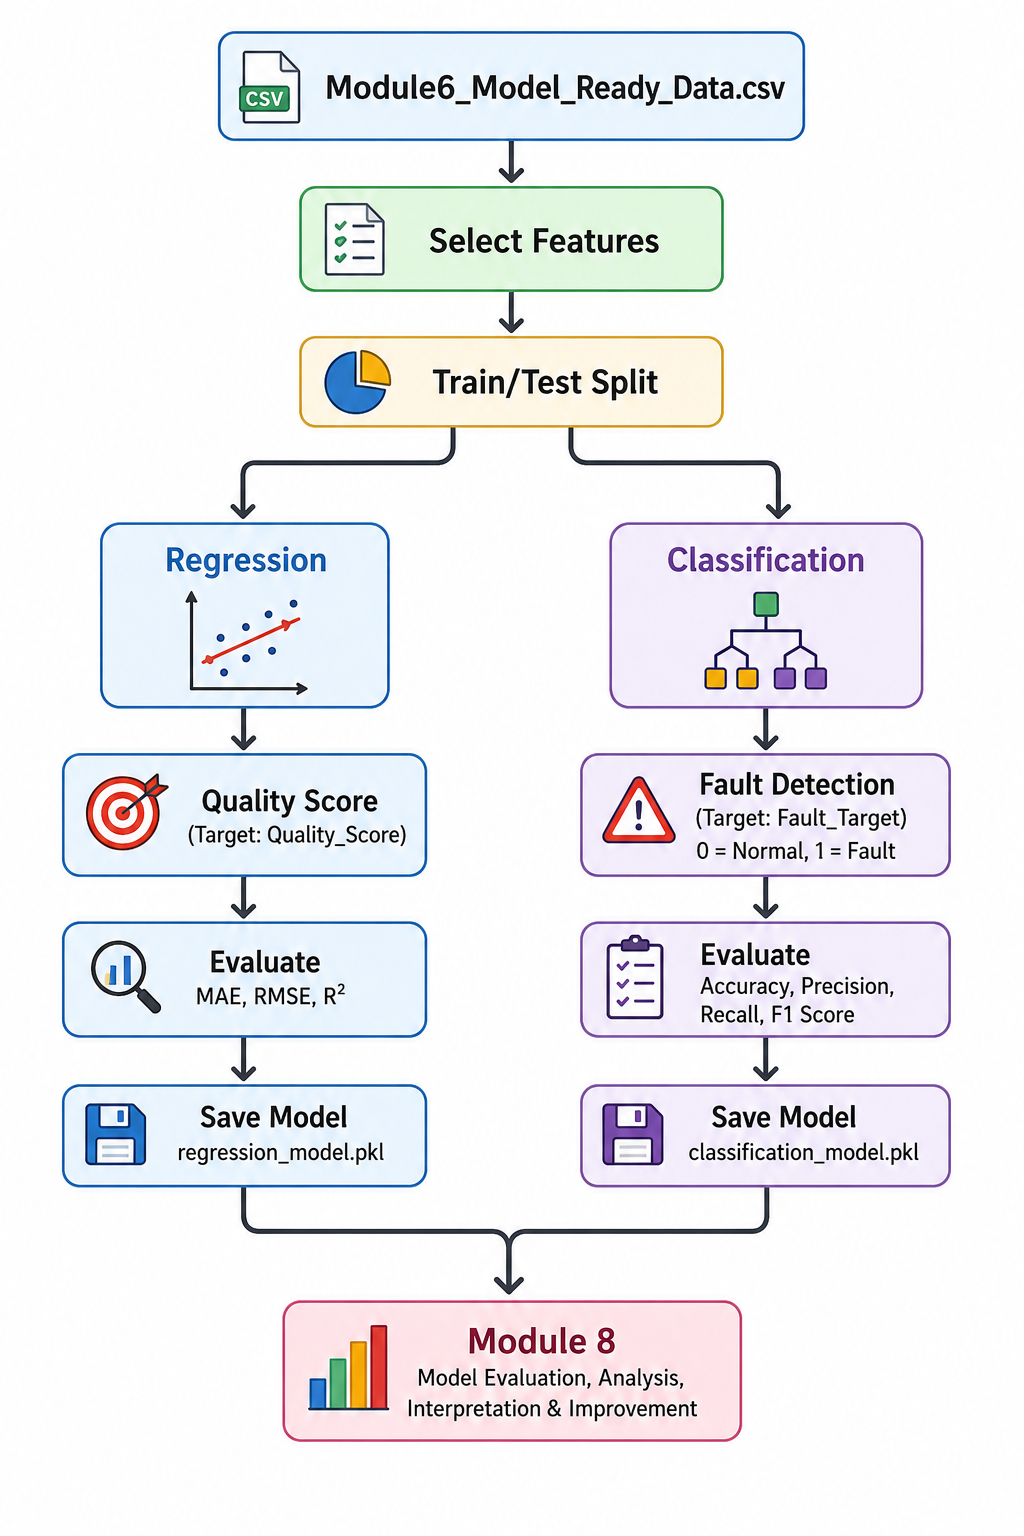 CSV
Module6_Model_Ready_Data.csv
Select Features
Train/Test Split
Regression
Classification
Quality Score
(Target: Quality_Score)
Fault Detection
(Target: Fault_Target)
0 = Normal, 1 = Fault
Evaluate
MAE, RMSE, R²
Evaluate
Accuracy, Precision,
Recall, F1 Score
Save Model
regression_model.pkl
Save Model
classification_model.pkl
Module 8
Model Evaluation, Analysis,
Interpretation & Improvement